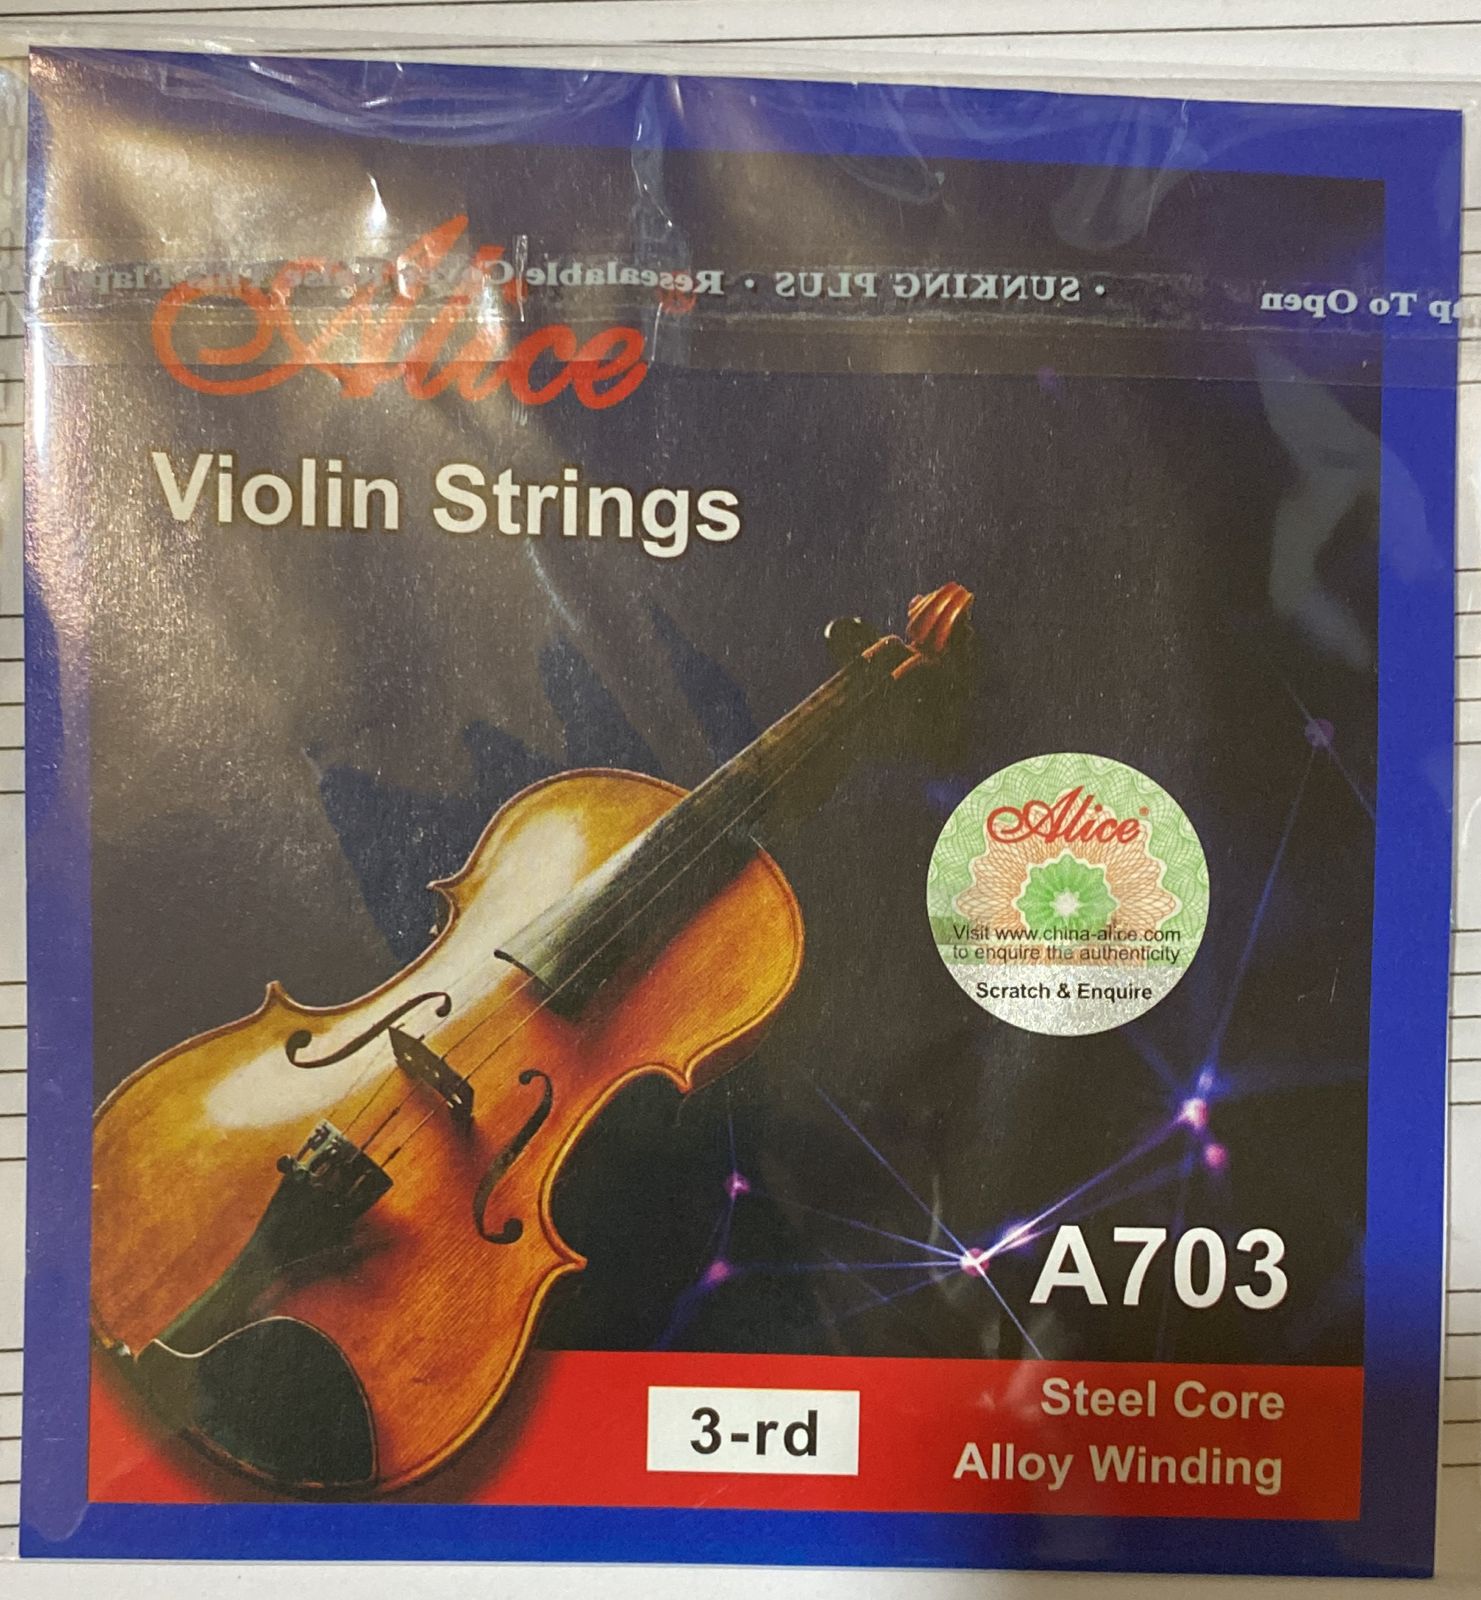 Alice®
• SUNKING PLUS • Resealable
To Open
Violin Strings
Alice®
Visit www.china-alice.com
to enquire the authenticity
Scratch & Enquire
A703
3-rd
Steel Core
Alloy Winding